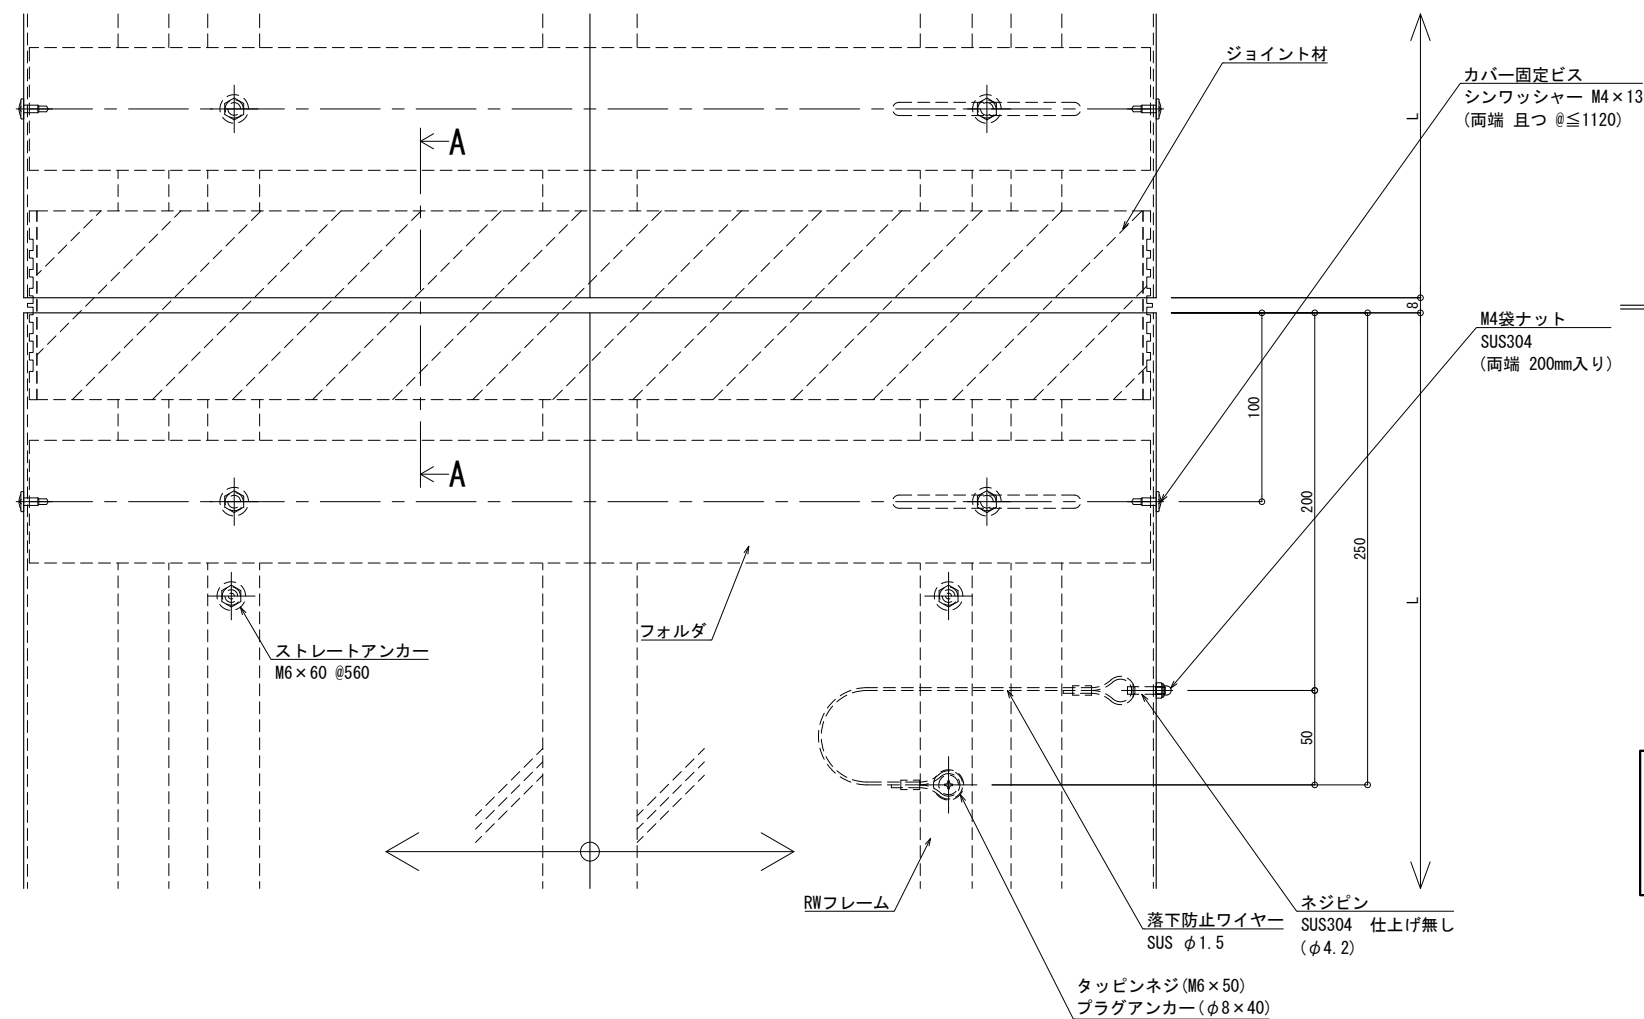 ジョイント材
カバー固定ビス
シンワッシャー M4×13
(両端 且つ @≦1120)
L
A
8
M4袋ナット
SUS304
(両端 200mm入り)
100
A
200
250
L
フォルダ
ストレートアンカー
M6×60 @560
50
RWフレーム
ネジピン
SUS304 仕上げ無し
(φ4.2)
落下防止ワイヤー
SUS φ1.5
タッピンネジ(M6×50)
プラグアンカー(φ8×40)